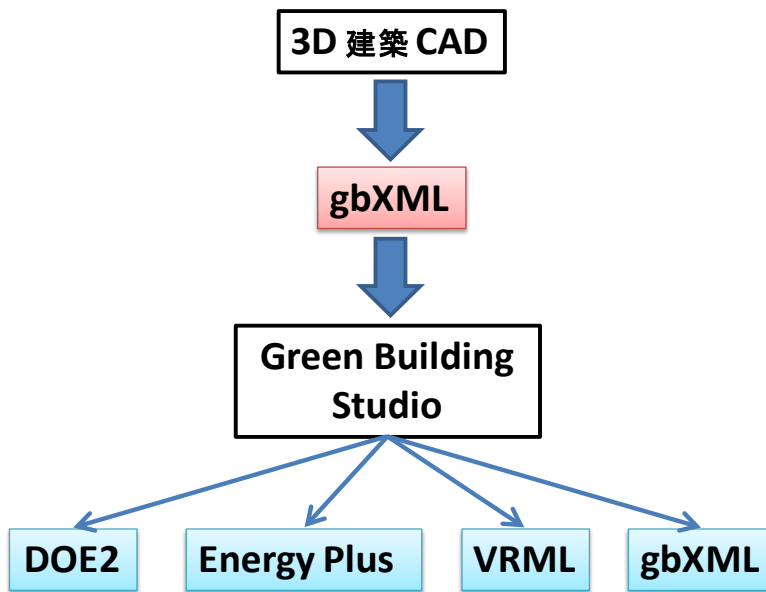 3D 建築 CAD
gbXML
Green Building
Studio
DOE2
Energy Plus
VRML
gbXML